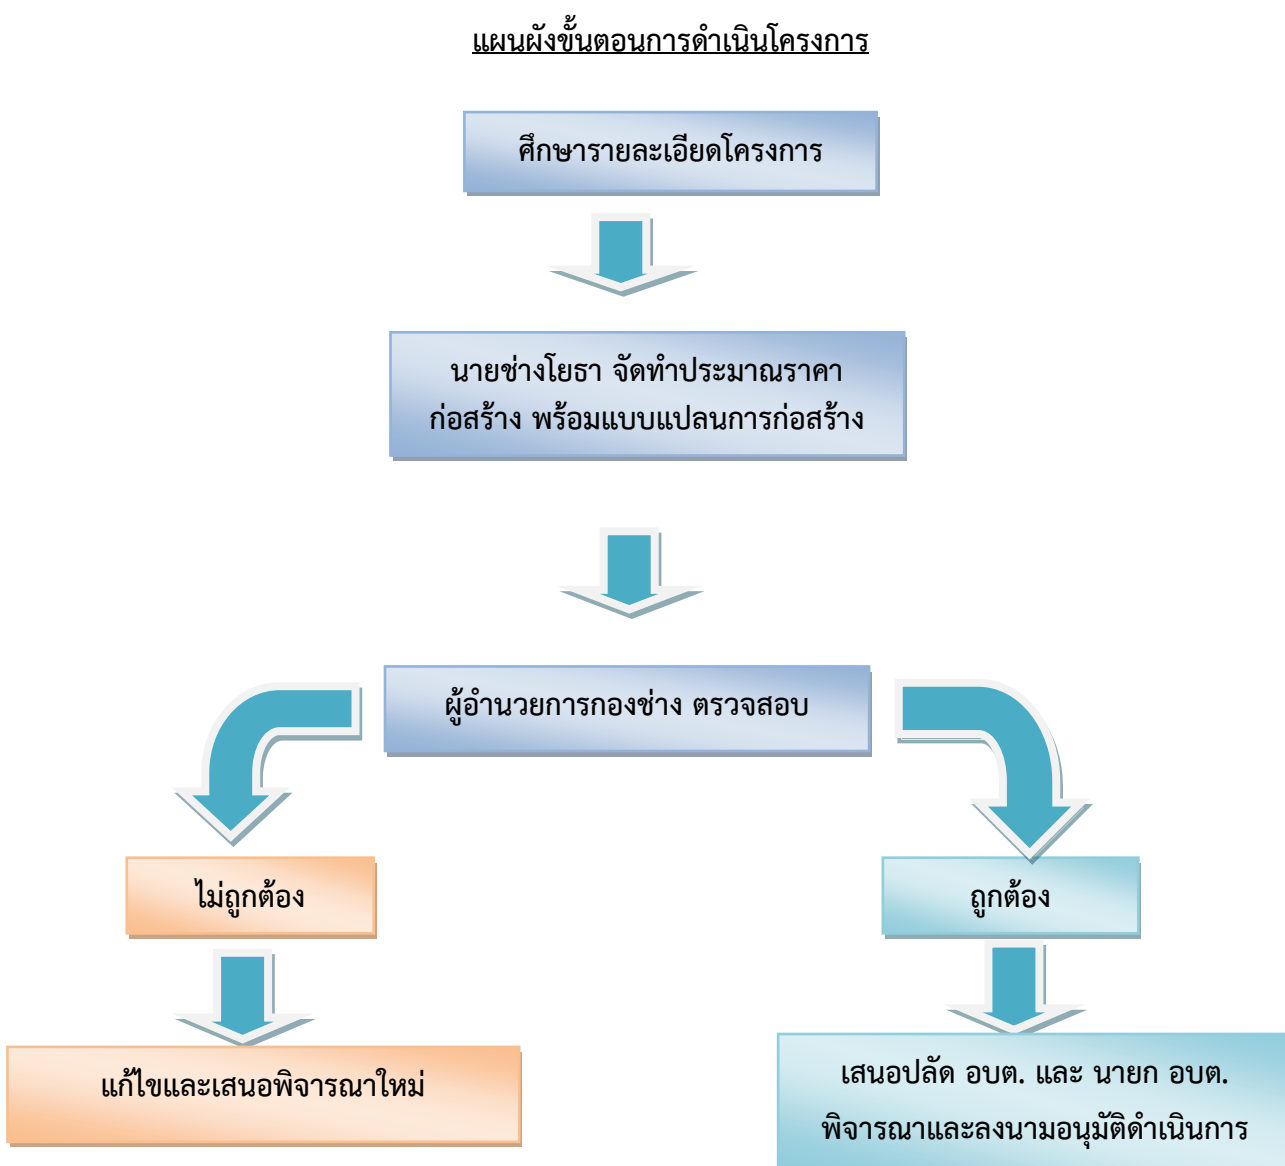 แผนผังขั้นตอนการดำเนินโครงการ
ศึกษารายละเอียดโครงการ
นายช่างโยธา จัดทำประมาณราคา
ก่อสร้าง พร้อมแบบแปลนการก่อสร้าง
ผู้อำนวยการกองช่าง ตรวจสอบ
ไม่ถูกต้อง
ถูกต้อง
แก้ไขและเสนอพิจารณาใหม่
เสนอปลัด อบต. และ นายก อบต.
พิจารณาและลงนามอนุมัติดำเนินการ